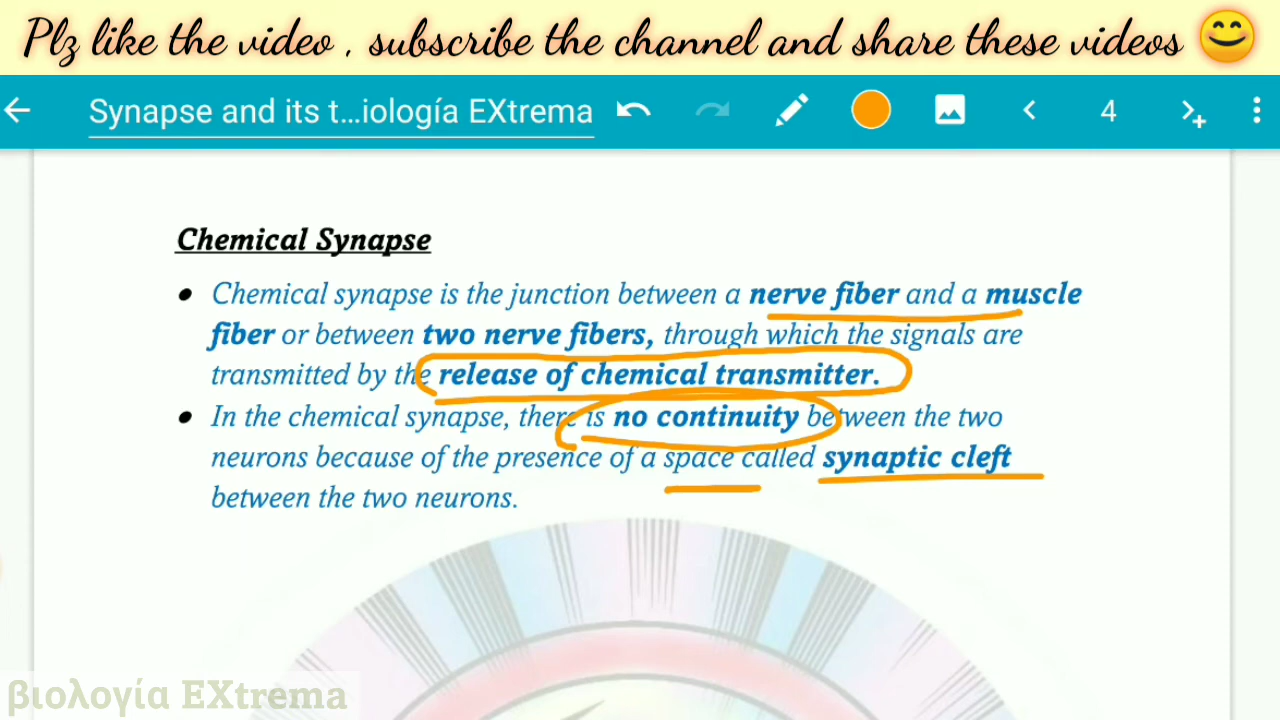 Plz like the video , subscribe the channel and share these videos 😊
Synapse and its t...iología EXtrema
4
Chemical Synapse
● Chemical synapse is the junction between a nerve fiber and a muscle
fiber or between two nerve fibers, through which the signals are
transmitted by the release of chemical transmitter.
● In the chemical synapse, there is no continuity between the two
neurons because of the presence of a space called synaptic cleft
between the two neurons.
βιολογία EXtrema